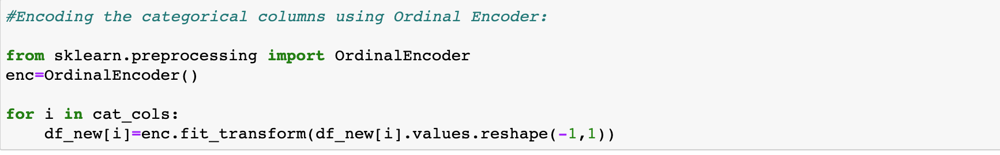 #Encoding the categorical columns using Ordinal Encoder:
from sklearn.preprocessing import OrdinalEncoder
enc=OrdinalEncoder()
for i in cat_cols:
    df_new[i]=enc.fit_transform(df_new[i].values.reshape(-1,1))